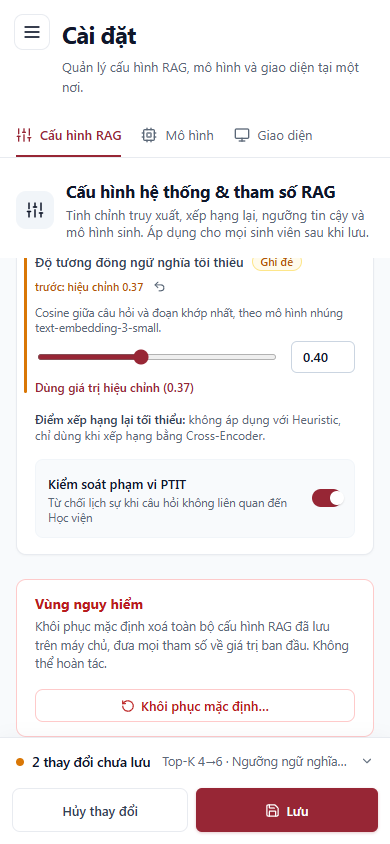 Cài đặt
Quản lý cấu hình RAG, mô hình và giao diện tại một
nơi.
Cấu hình RAG
Mô hình
Giao diện
Cấu hình hệ thống & tham số RAG
Tinh chỉnh truy xuất, xếp hạng lại, ngưỡng tin cậy và
mô hình sinh. Áp dụng cho mọi sinh viên sau khi lưu.
Độ tương đồng ngữ nghĩa tối thiểu
Ghi đè
trước: hiệu chỉnh 0.37
Cosine giữa câu hỏi và đoạn khớp nhất, theo mô hình nhúng
text-embedding-3-small.
0.40
Dùng giá trị hiệu chỉnh (0.37)
Điểm xếp hạng lại tối thiểu: không áp dụng với Heuristic,
chỉ dùng khi xếp hạng bằng Cross-Encoder.
Kiểm soát phạm vi PTIT
Từ chối lịch sự khi câu hỏi không liên quan đến
Học viện
Vùng nguy hiểm
Khôi phục mặc định xoá toàn bộ cấu hình RAG đã lưu
trên máy chủ, đưa mọi tham số về giá trị ban đầu. Không
thể hoàn tác.
Khôi phục mặc định...
2 thay đổi chưa lưu
Top-K 4→6 · Ngưỡng ngữ nghĩa...
Hủy thay đổi
Lưu